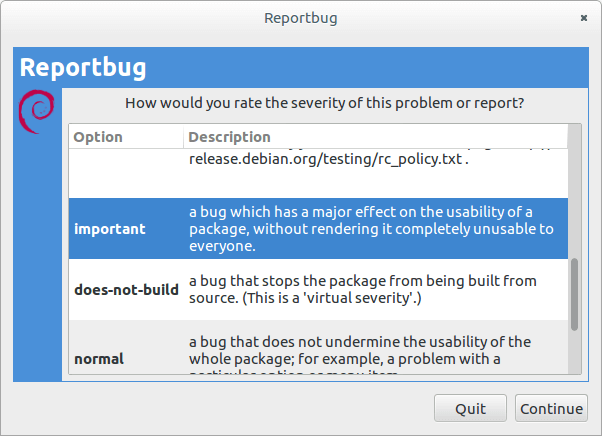 Reportbug
Reportbug
How would you rate the severity of this problem or report?
Option Description
release.debian.org/testing/rc_policy.txt .
important
a bug which has a major effect on the usability of a
package, without rendering it completely unusable to
everyone.
does-not-build
a bug that stops the package from being built from
source. (This is a 'virtual severity'.)
normal
a bug that does not undermine the usability of the
whole package; for example, a problem with a
Quit Continue